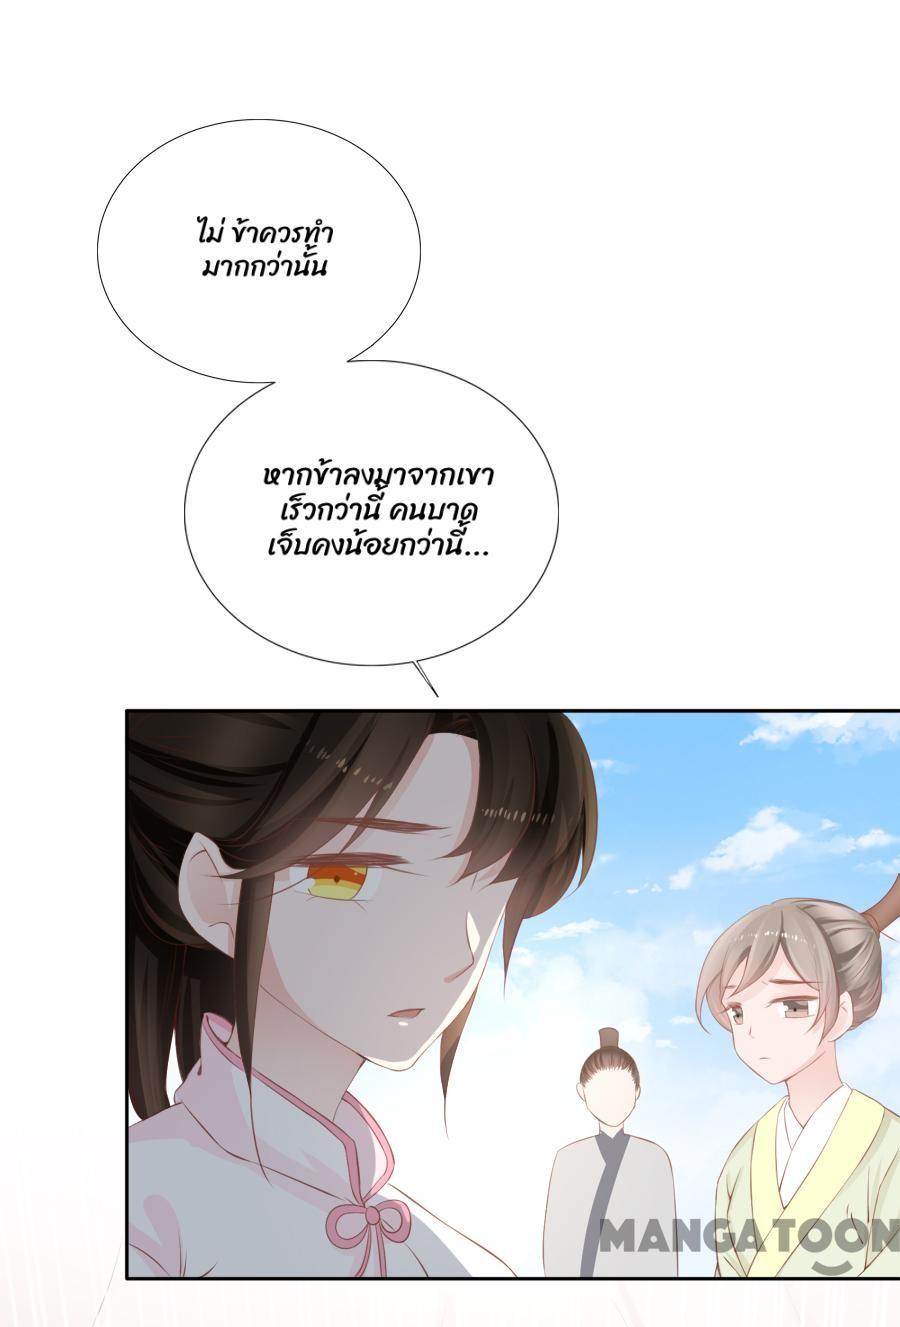 ไม่ ข้าควรทำ
มากกว่านั้น
หากข้าลงมาจากเขา
เร็วกว่านี้ คนบาด
เจ็บคงน้อยกว่านี้...
MANGATOON